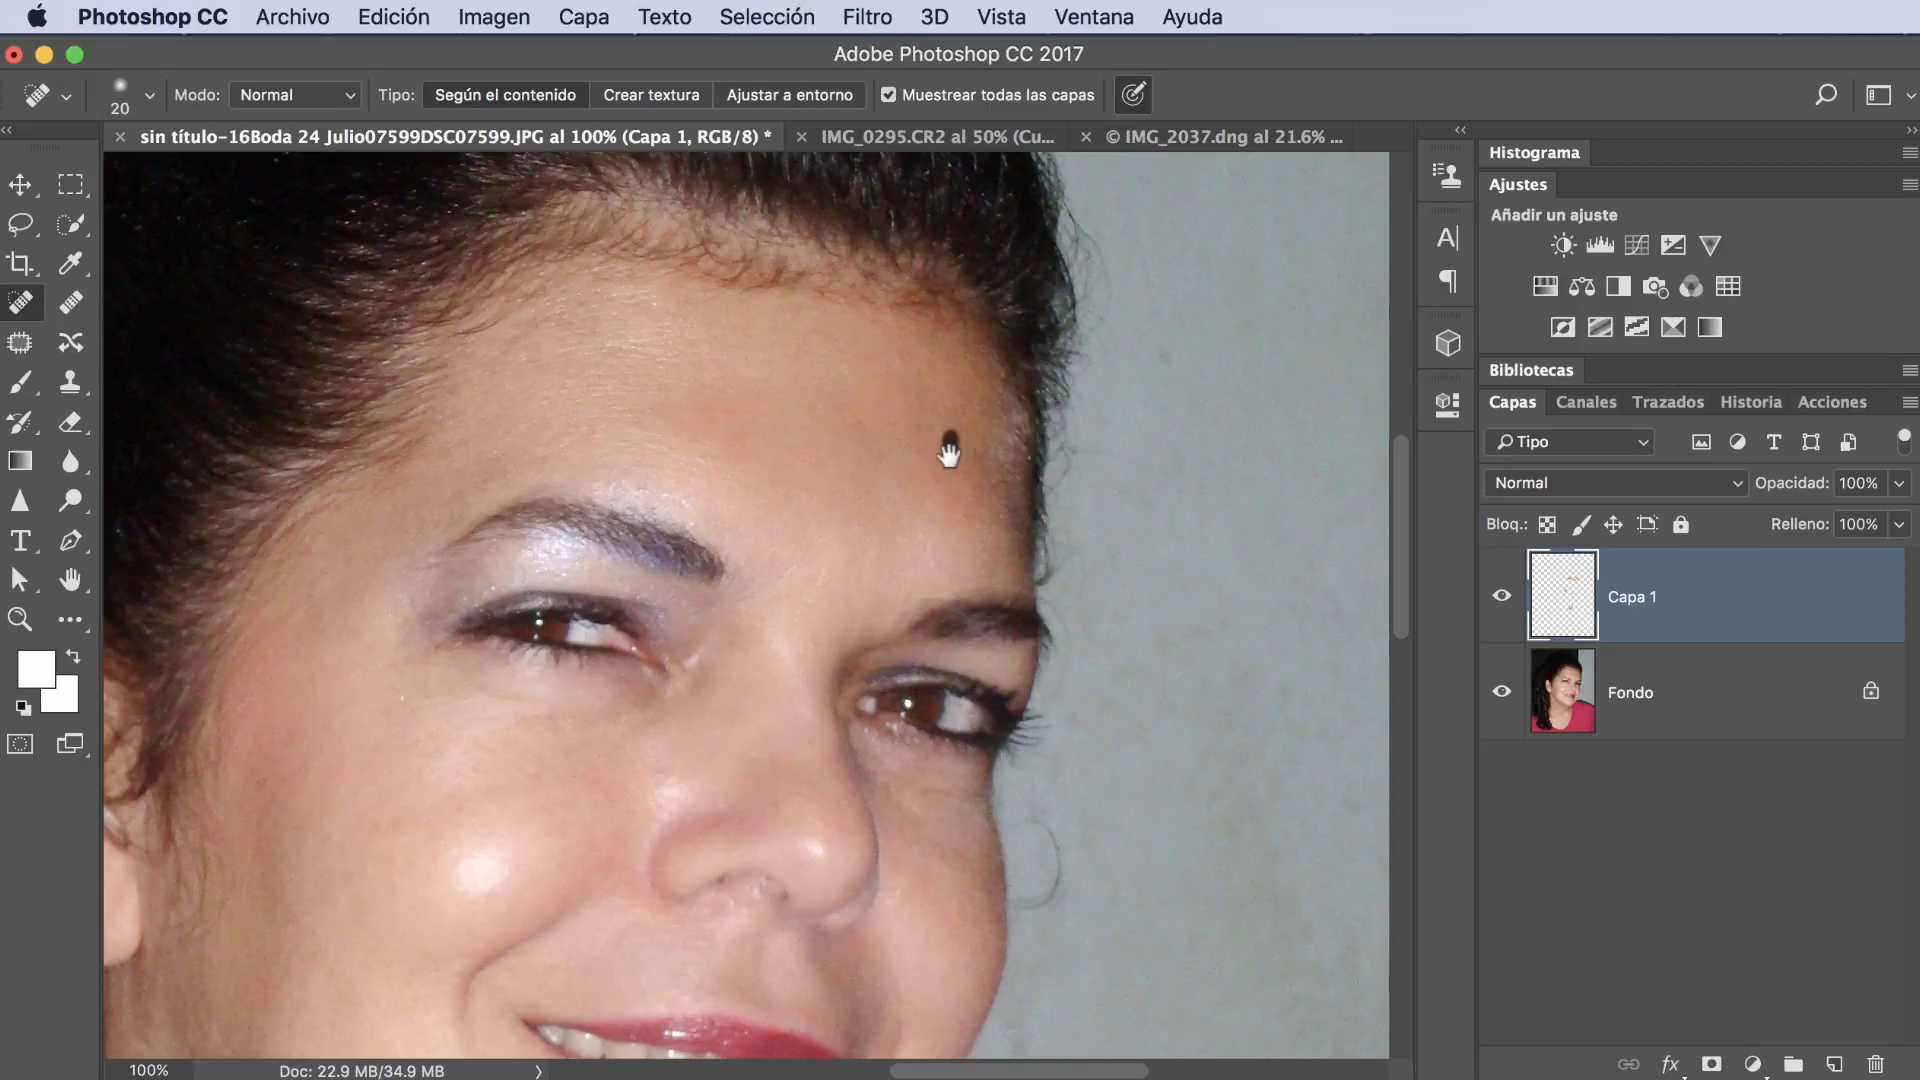 Photoshop CC Archivo Edición Imagen Capa Texto Selección Filtro 3D Vista Ventana Ayuda
Adobe Photoshop CC 2017
20 Modo: Normal Tipo: Según el contenido Crear textura Ajustar a entorno Muestrear todas las capas
sin título-16Boda 24 Julio07599DSC07599.JPG al 100% (Capa 1, RGB/8) * IMG_0295.CR2 al 50% (Cu... © IMG_2037.dng al 21.6% ...
Histograma
Ajustes
Añadir un ajuste
Bibliotecas
Capas Canales Trazados Historia Acciones
Tipo
Normal Opacidad: 100%
Bloq.: Relleno: 100%
Capa 1
Fondo
fx
100% Doc: 22.9 MB/34.9 MB